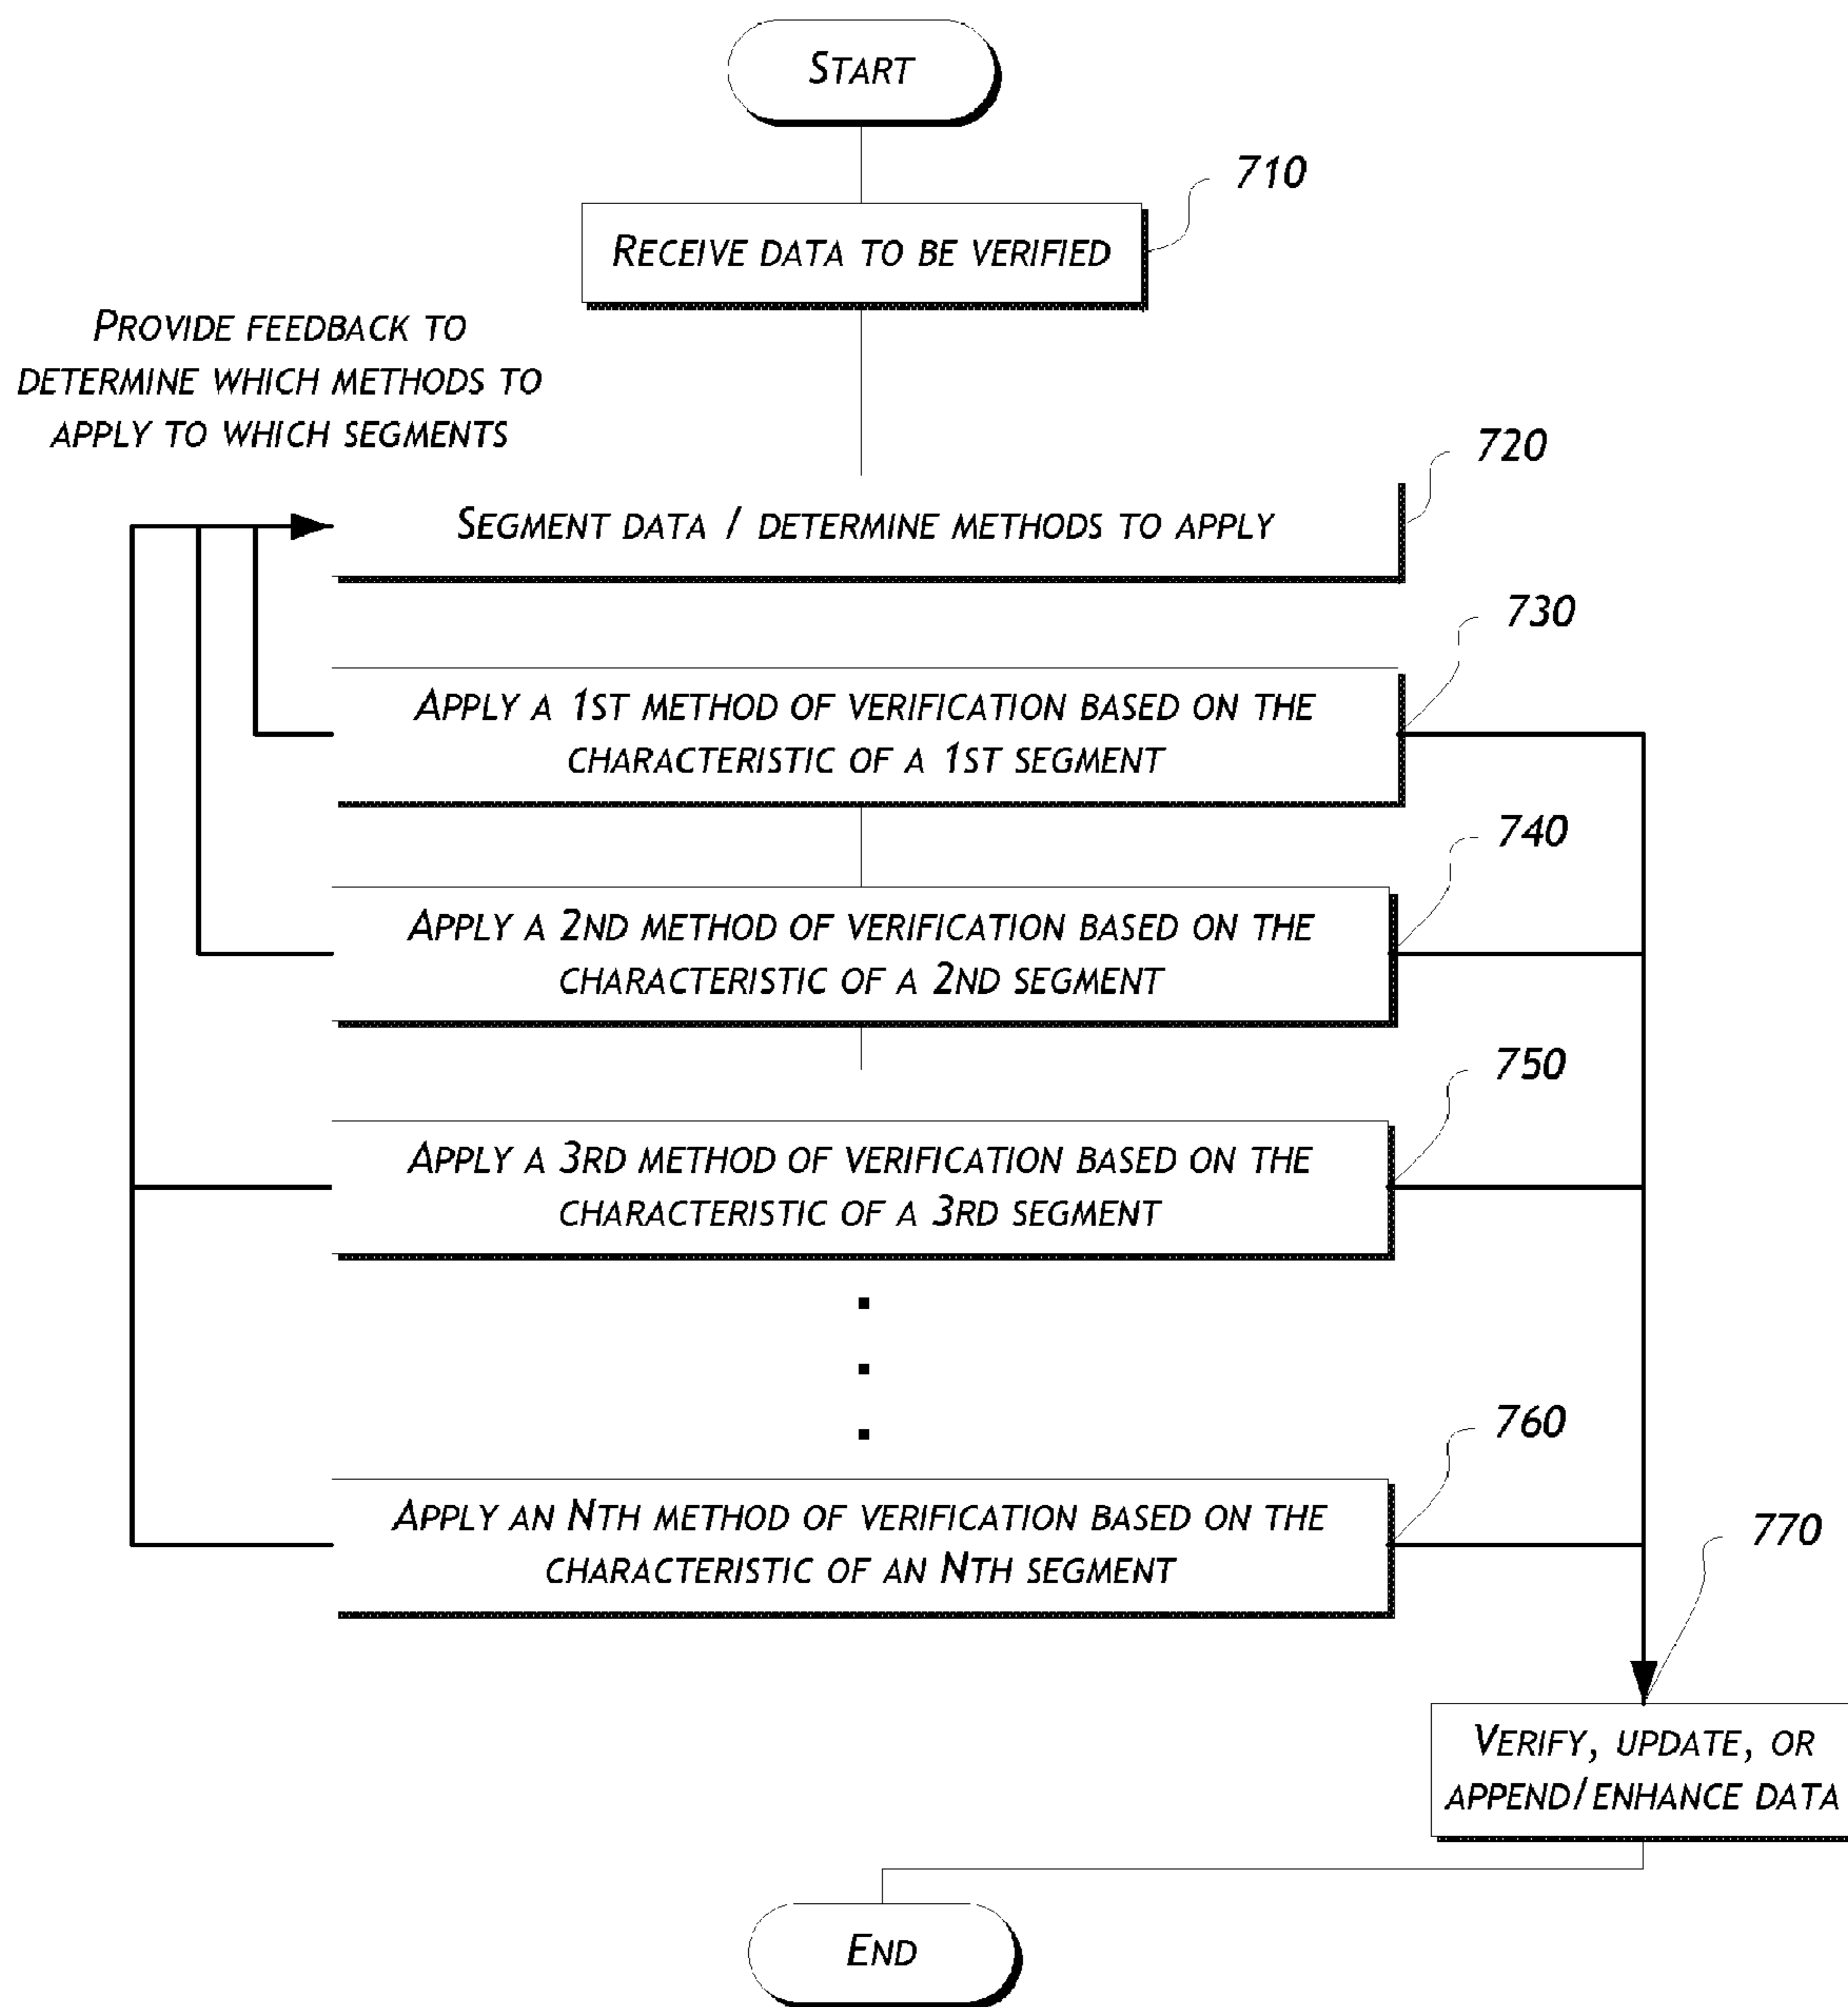 START
710
RECEIVE DATA TO BE VERIFIED
PROVIDE FEEDBACK TO
DETERMINE WHICH METHODS TO
APPLY TO WHICH SEGMENTS
720
SEGMENT DATA / DETERMINE METHODS TO APPLY
730
APPLY A 1ST METHOD OF VERIFICATION BASED ON THE
CHARACTERISTIC OF A 1ST SEGMENT
740
APPLY A 2ND METHOD OF VERIFICATION BASED ON THE
CHARACTERISTIC OF A 2ND SEGMENT
750
APPLY A 3RD METHOD OF VERIFICATION BASED ON THE
CHARACTERISTIC OF A 3RD SEGMENT
760
APPLY AN NTH METHOD OF VERIFICATION BASED ON THE
CHARACTERISTIC OF AN NTH SEGMENT
770
VERIFY, UPDATE, OR
APPEND/ENHANCE DATA
END